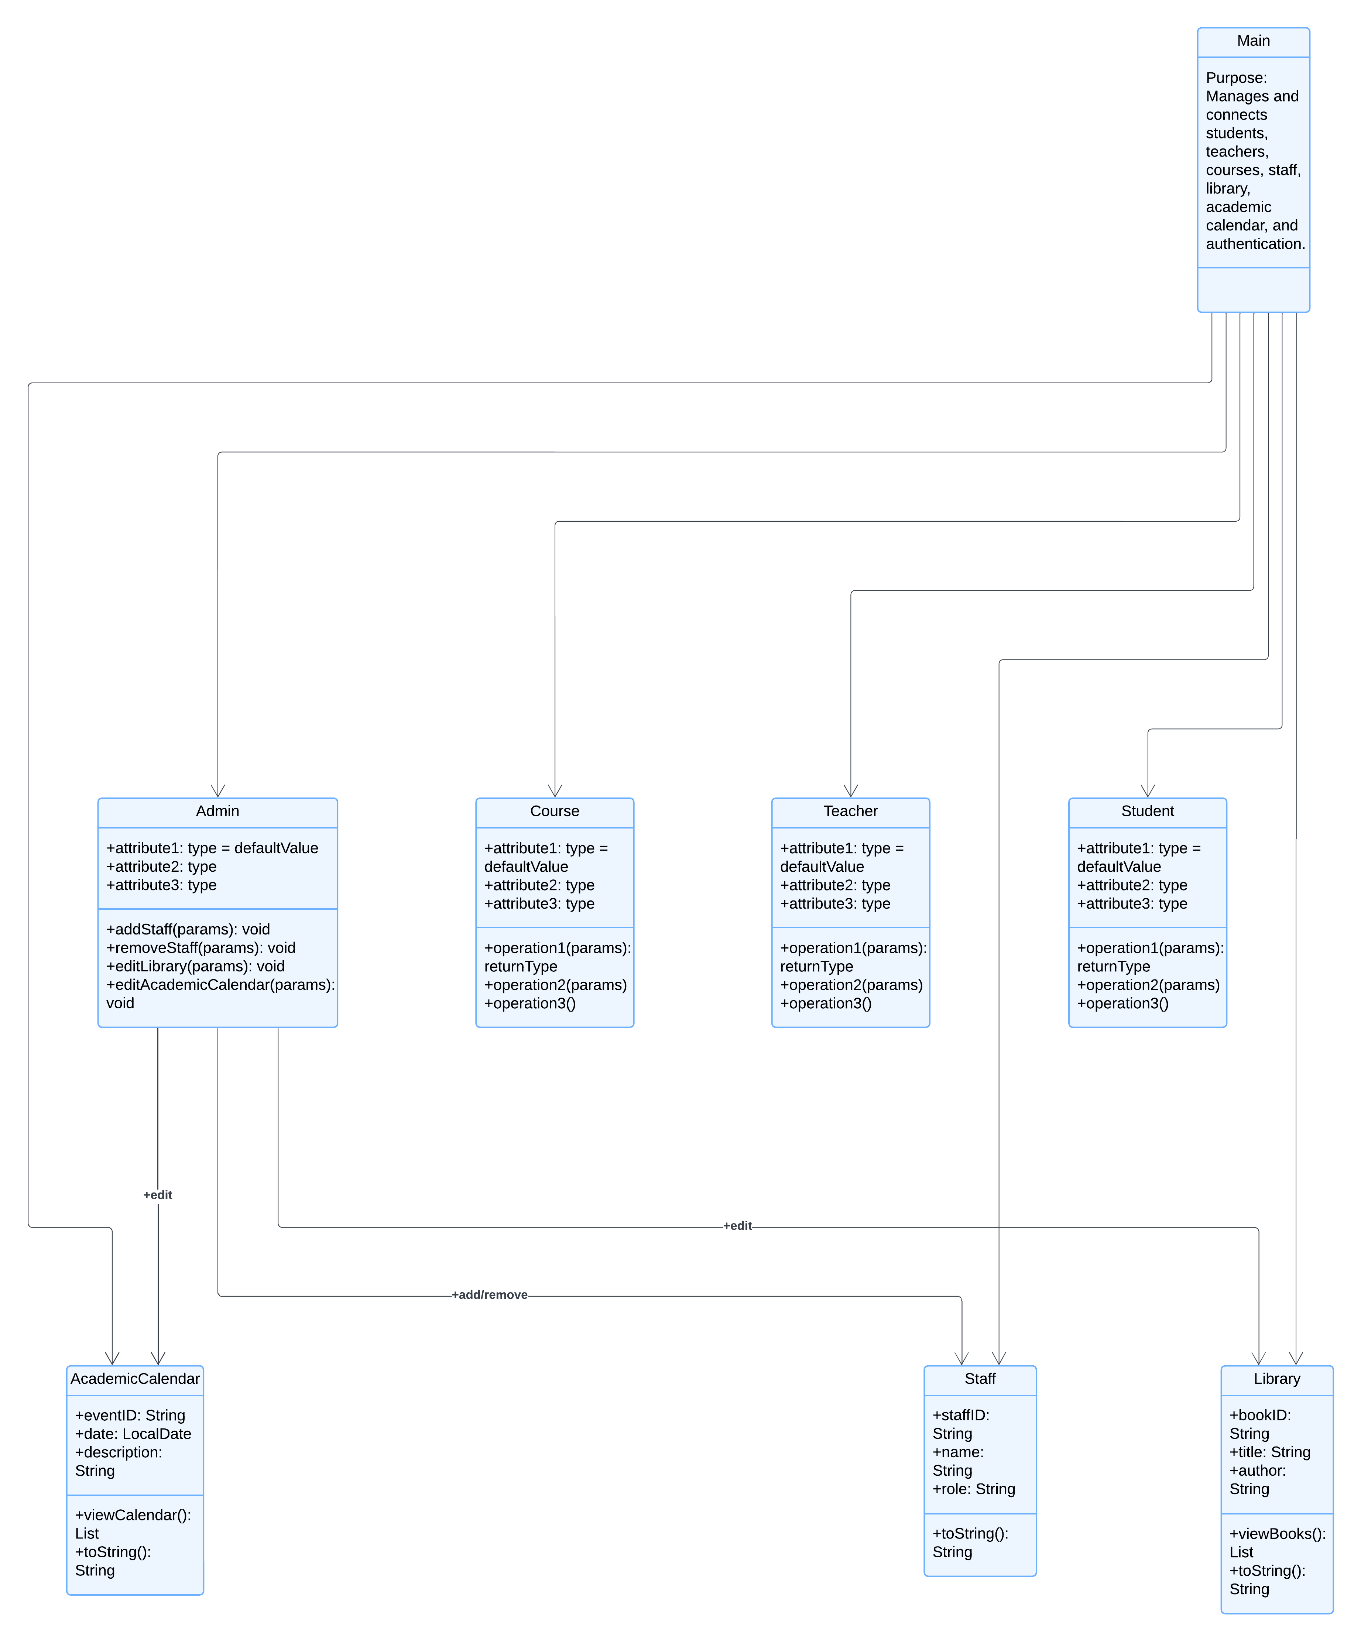 Main
Purpose:
Manages and
connects
students,
teachers,
courses, staff,
library,
academic
calendar, and
authentication.
Admin
+attribute1: type = defaultValue
+attribute2: type
+attribute3: type
+addStaff(params): void
+removeStaff(params): void
+editLibrary(params): void
+editAcademicCalendar(params):
void
Course
+attribute1: type =
defaultValue
+attribute2: type
+attribute3: type
+operation1(params):
returnType
+operation2(params)
+operation3()
Teacher
+attribute1: type =
defaultValue
+attribute2: type
+attribute3: type
+operation1(params):
returnType
+operation2(params)
+operation3()
Student
+attribute1: type =
defaultValue
+attribute2: type
+attribute3: type
+operation1(params):
returnType
+operation2(params)
+operation3()
+edit
+edit
+add/remove
AcademicCalendar
+eventID: String
+date: LocalDate
+description:
String
+viewCalendar():
List
+toString():
String
Staff
+staffID:
String
+name:
String
+role: String
+toString():
String
Library
+bookID:
String
+title: String
+author:
String
+viewBooks():
List
+toString():
String